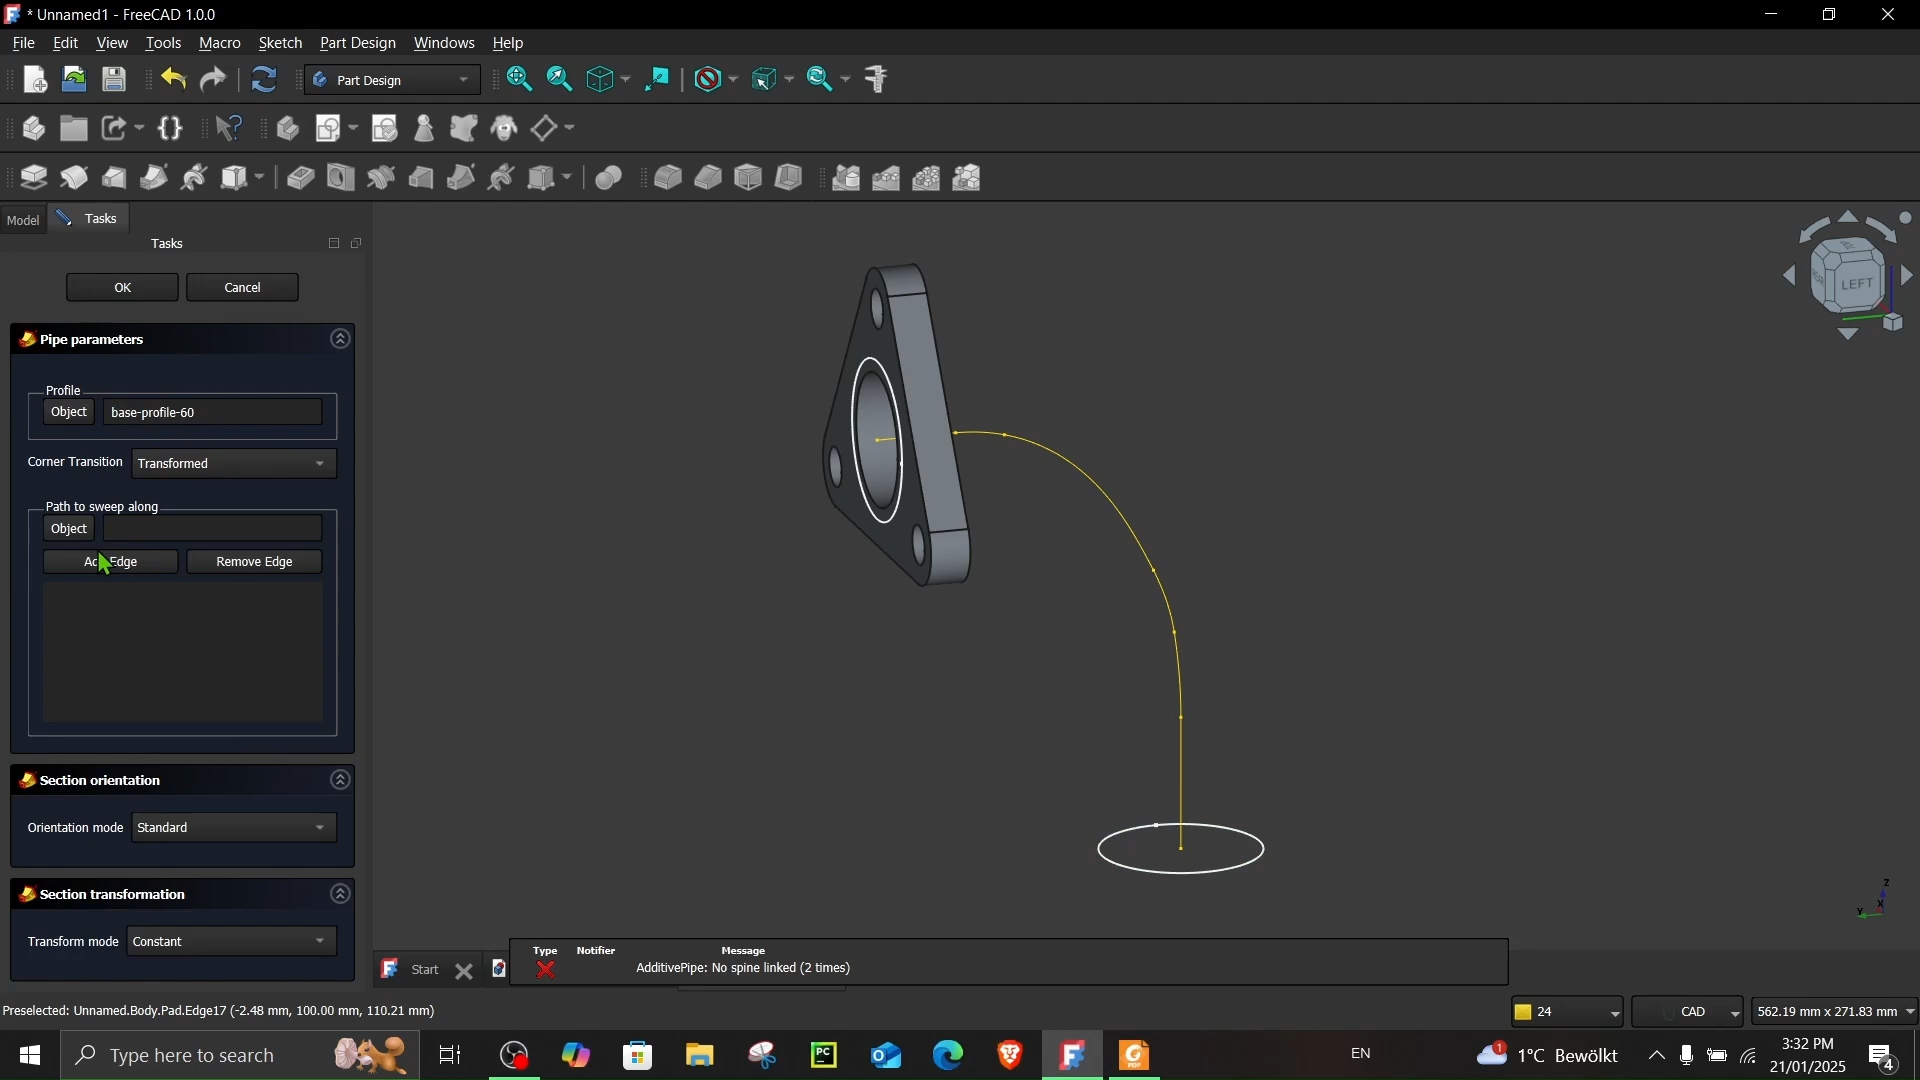 * Unnamed1 - FreeCAD 1.0.0
File Edit View Tools Macro Sketch Part Design Windows Help
Part Design
Model Tasks
Tasks
OK Cancel
Pipe parameters
Profile
Object base-profile-60
Corner Transition Transformed
Path to sweep along
Object
Add Edge Remove Edge
Section orientation
Orientation mode Standard
Section transformation
Transform mode Constant
LEFT
Z
X
Y
Start
Type Notifier Message
AdditivePipe: No spine linked (2 times)
Preselected: Unnamed.Body.Pad.Edge17 (-2.48 mm, 100.00 mm, 110.21 mm)
24 CAD 562.19 mm x 271.83 mm
Type here to search
PC
EN
1
1°C Bewölkt
3:32 PM
21/01/2025
4